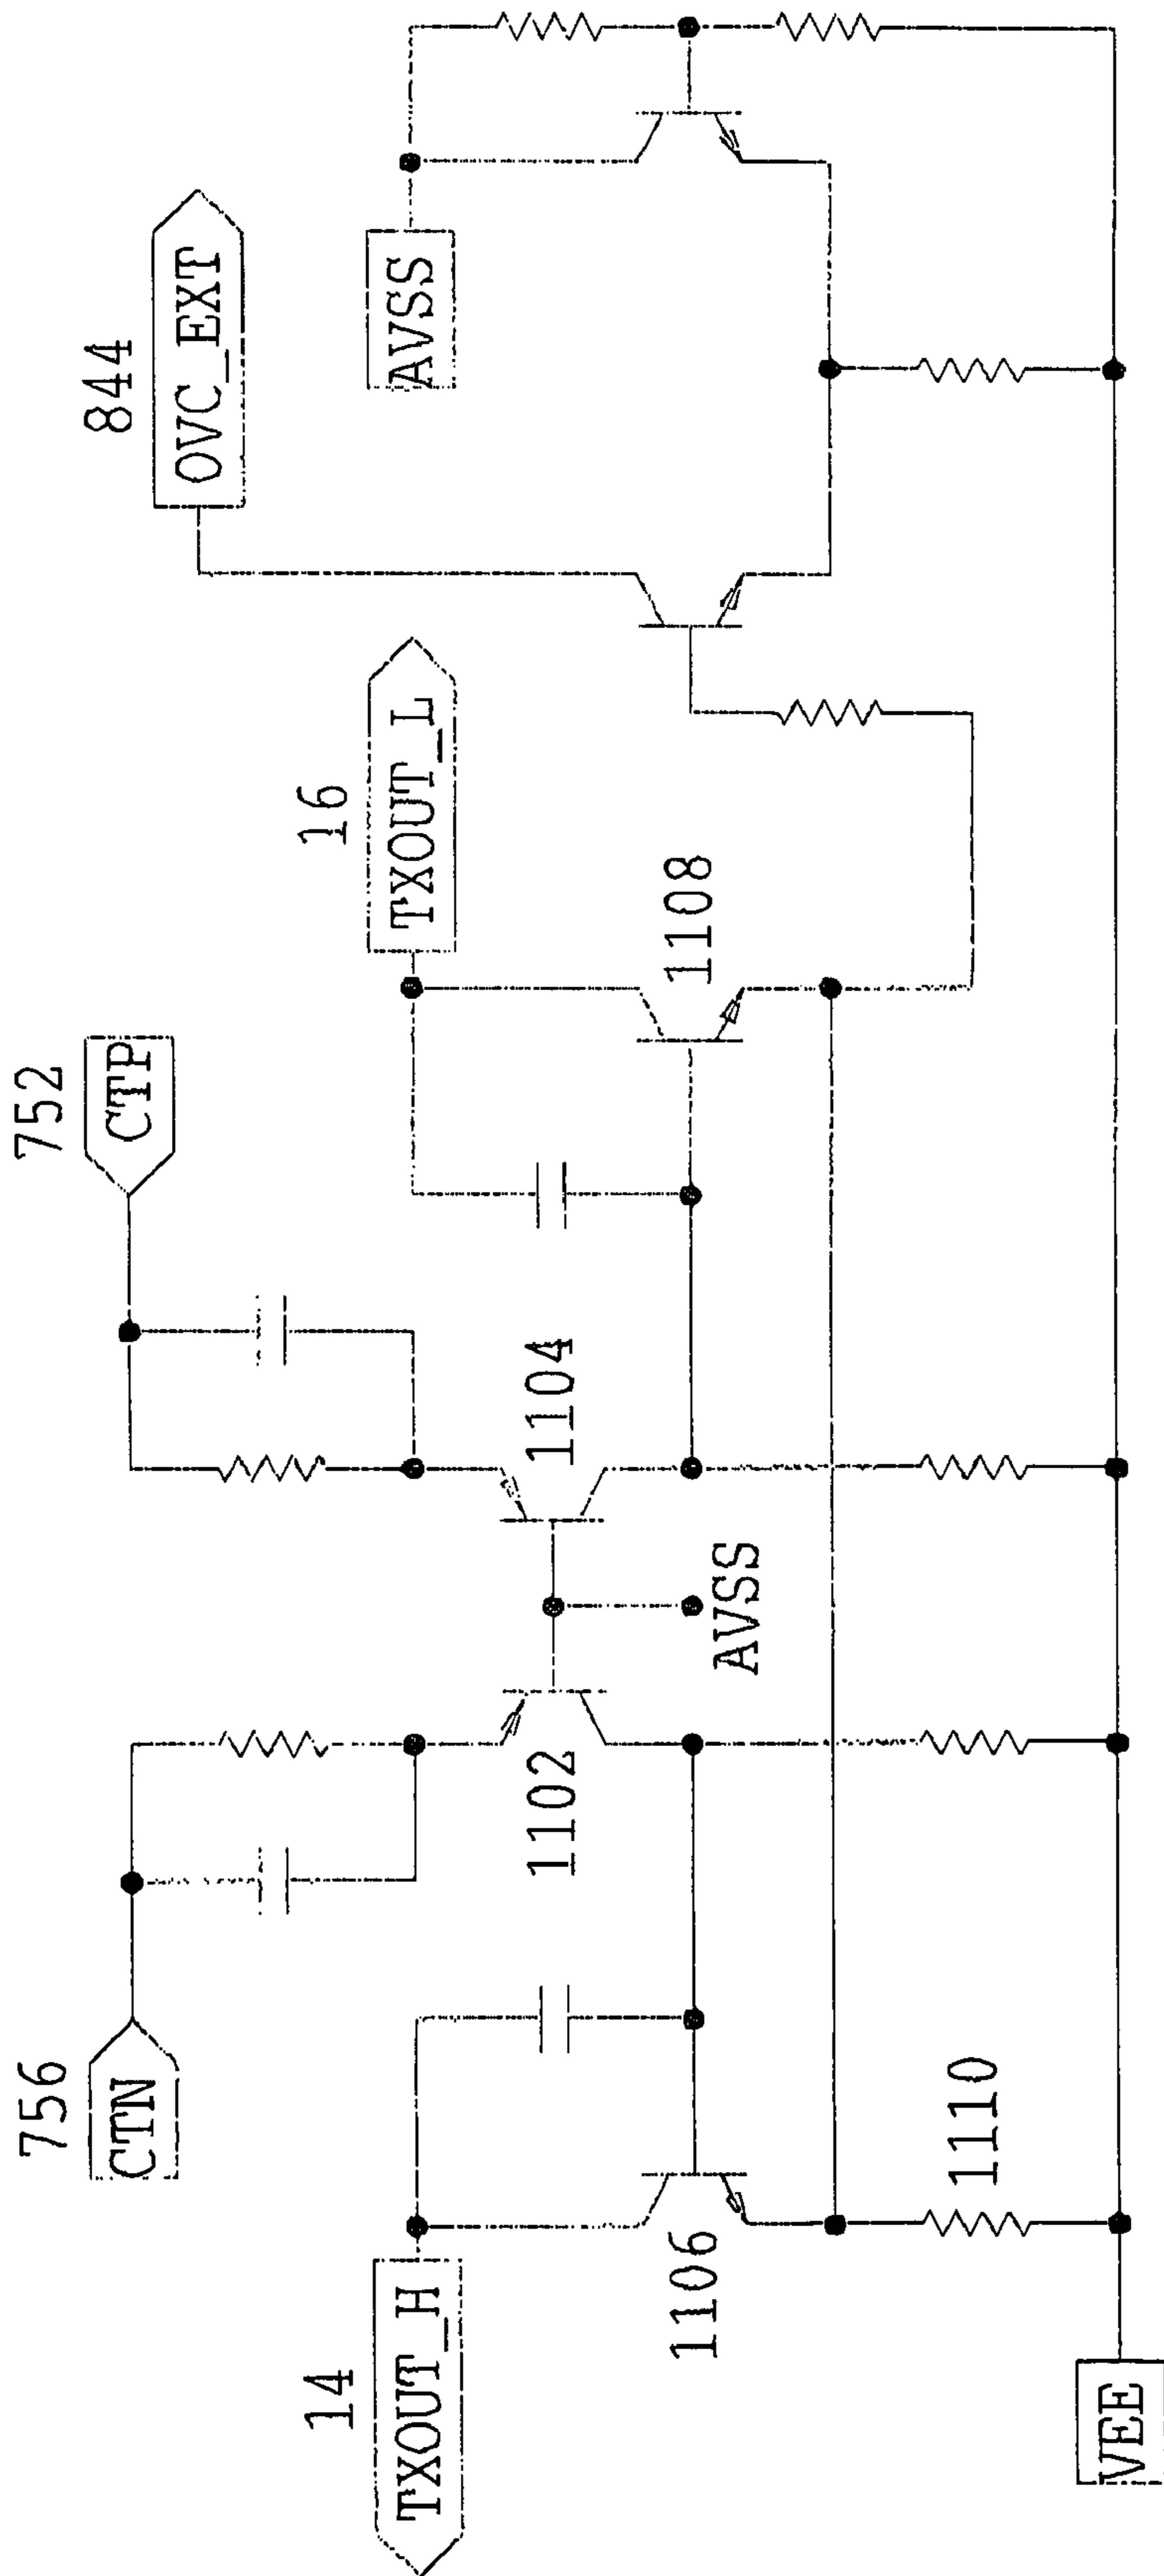 756
CTN
752
CTP
844
OVC_EXT
14
TXOUT_H
16
TXOUT_L
AVSS
1102
1104
1106
AVSS
1108
1110
VEE